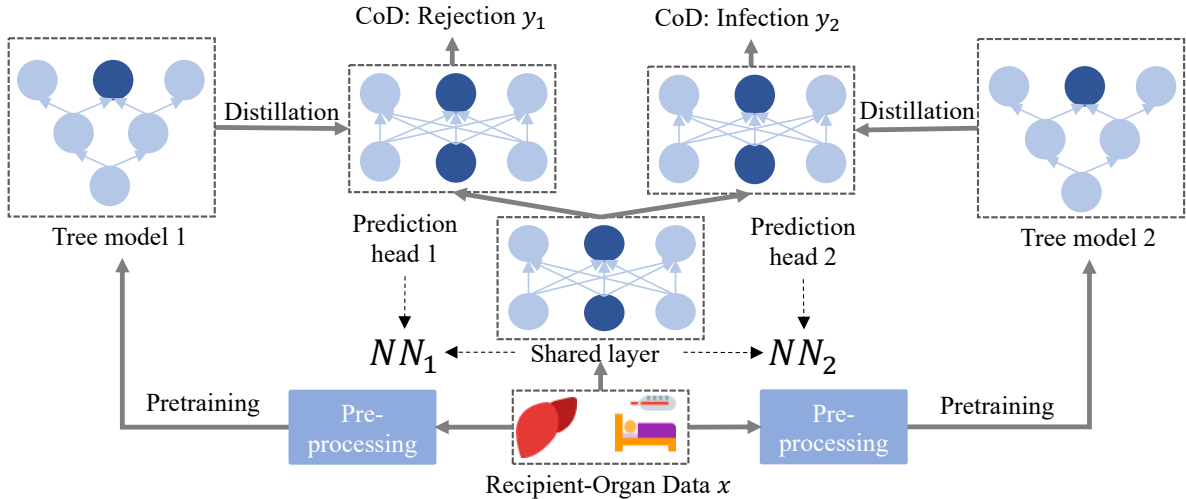 CoD: Rejection y₁
CoD: Infection y₂
Distillation
Distillation
Tree model 1
Prediction
head 1
Prediction
head 2
Tree model 2
NN₁
Shared layer
NN₂
Pretraining
Pre-
processing
Pre-
processing
Pretraining
Recipient-Organ Data x